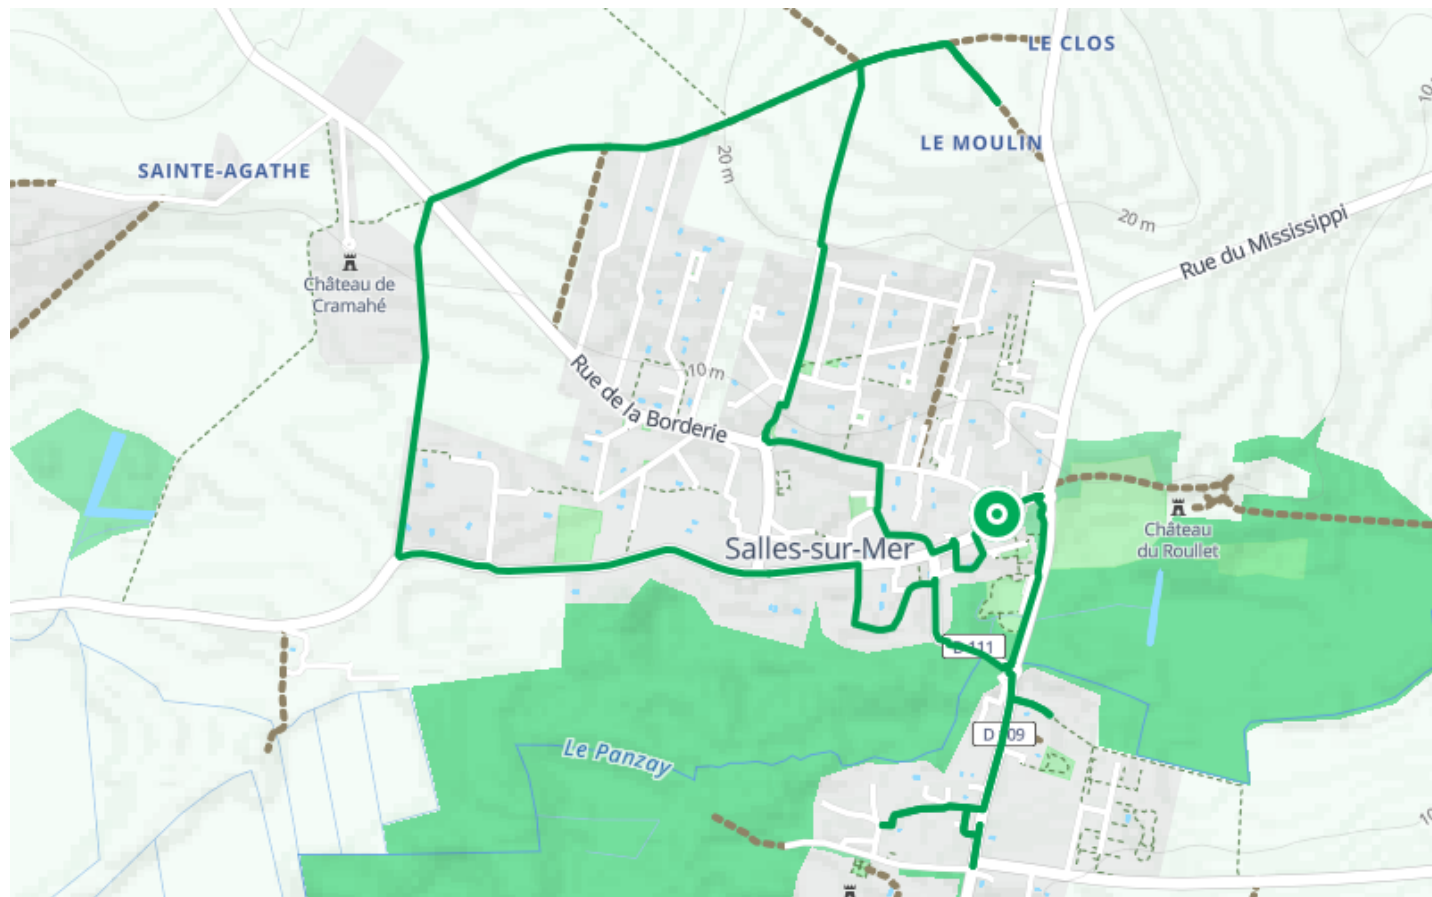 LE CLOS
LE MOULIN
SAINTE-AGATHE
20 m
20 m
Rue du Mississippi
Château de
Cramahé
10 m
Rue de la Borderie
Château
du Roullet
Salles-sur-Mer
D 111
Le Panzay